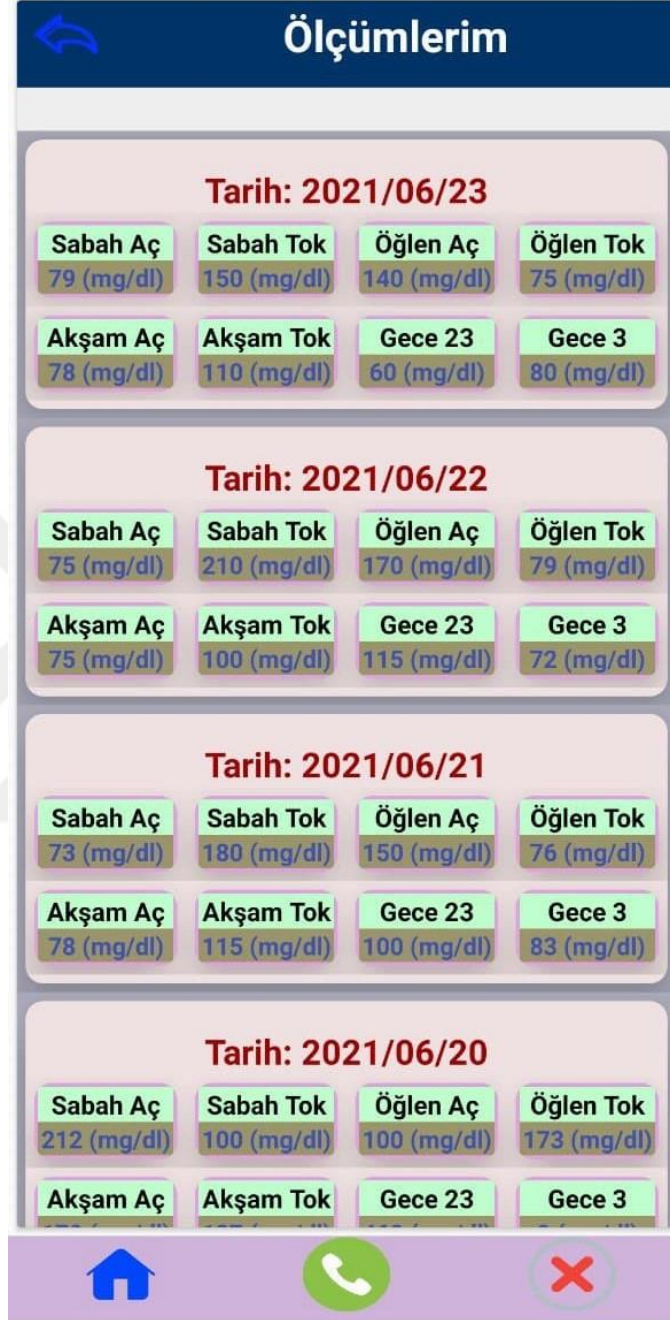 Ölçümlerim
Tarih: 2021/06/23
Sabah Aç Sabah Tok Öğlen Aç Öğlen Tok
79 (mg/dl) 150 (mg/dl) 140 (mg/dl) 75 (mg/dl)
Akşam Aç Akşam Tok Gece 23 Gece 3
78 (mg/dl) 110 (mg/dl) 60 (mg/dl) 80 (mg/dl)
Tarih: 2021/06/22
Sabah Aç Sabah Tok Öğlen Aç Öğlen Tok
75 (mg/dl) 210 (mg/dl) 170 (mg/dl) 79 (mg/dl)
Akşam Aç Akşam Tok Gece 23 Gece 3
75 (mg/dl) 100 (mg/dl) 115 (mg/dl) 72 (mg/dl)
Tarih: 2021/06/21
Sabah Aç Sabah Tok Öğlen Aç Öğlen Tok
73 (mg/dl) 180 (mg/dl) 150 (mg/dl) 76 (mg/dl)
Akşam Aç Akşam Tok Gece 23 Gece 3
78 (mg/dl) 115 (mg/dl) 100 (mg/dl) 83 (mg/dl)
Tarih: 2021/06/20
Sabah Aç Sabah Tok Öğlen Aç Öğlen Tok
212 (mg/dl) 100 (mg/dl) 100 (mg/dl) 173 (mg/dl)
Akşam Aç Akşam Tok Gece 23 Gece 3